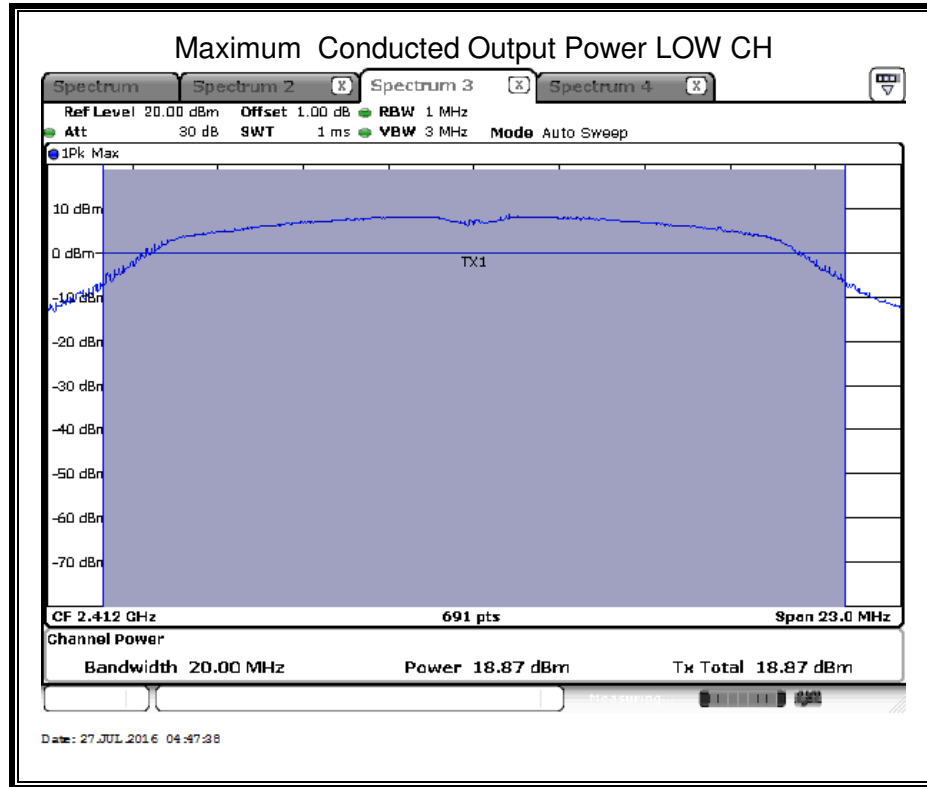 Maximum Conducted Output Power LOW CH
Spectrum Spectrum 2 X Spectrum 3 X Spectrum 4 X
Ref Level 20.00 dBm Offset 1.00 dB RBW 1 MHz
Att 30 dB SWT 1 ms VBW 3 MHz Mode Auto Sweep
1Pk Max
10 dBm
0 dBm
TX1
-10 dBm
-20 dBm
-30 dBm
-40 dBm
-50 dBm
-60 dBm
-70 dBm
CF 2.412 GHz 691 pts Span 23.0 MHz
Channel Power
Bandwidth 20.00 MHz Power 18.87 dBm Tx Total 18.87 dBm
Measuring...
Date: 27.JUL.2016 04:47:38